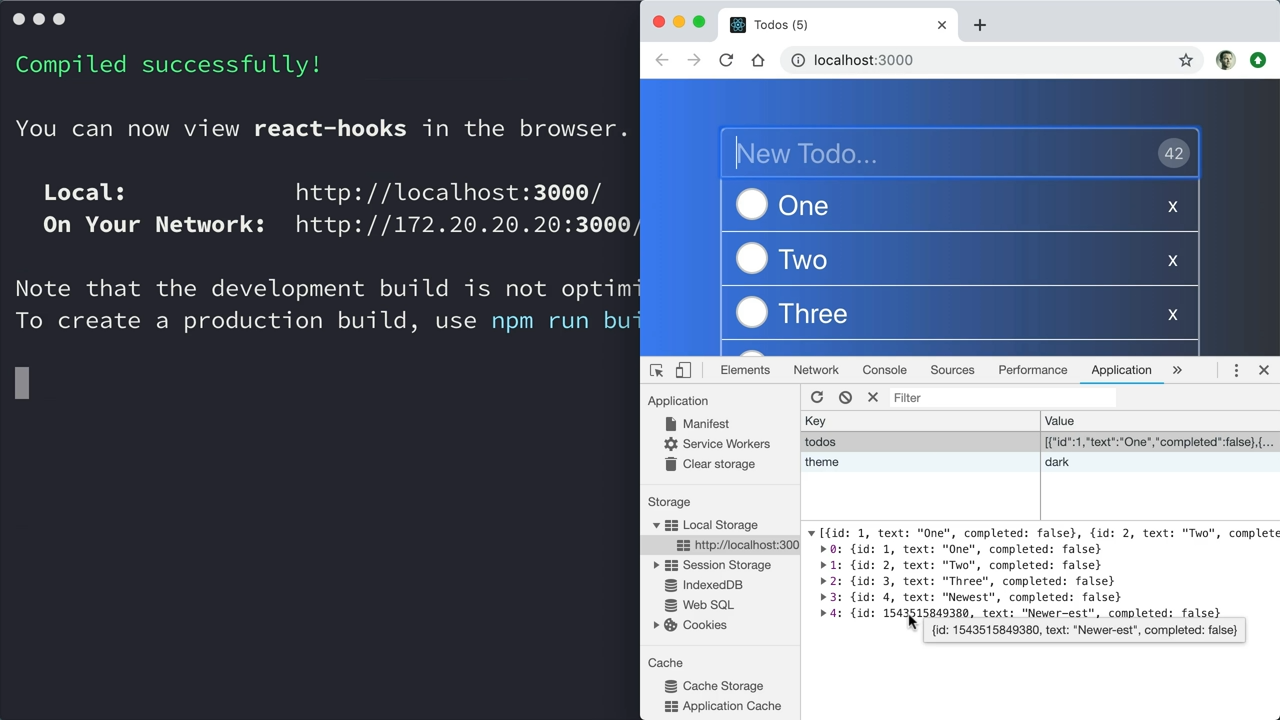 Compiled successfully!
You can now view react-hooks in the browser.
Local: http://localhost:3000/
On Your Network: http://172.20.20.20:3000/
Note that the development build is not optimi
To create a production build, use npm run bui
Todos (5)
localhost:3000
New Todo...
42
One
x
Two
x
Three
x
Elements Network Console Sources Performance Application »
Application
Manifest
Service Workers
Clear storage
Storage
Local Storage
http://localhost:300
Session Storage
IndexedDB
Web SQL
Cookies
Cache
Cache Storage
Application Cache
Filter
Key Value
todos [{"id":1,"text":"One","completed":false},{…
theme dark
[{id: 1, text: "One", completed: false}, {id: 2, text: "Two", complete
0: {id: 1, text: "One", completed: false}
1: {id: 2, text: "Two", completed: false}
2: {id: 3, text: "Three", completed: false}
3: {id: 4, text: "Newest", completed: false}
4: {id: 1543515849380, text: "Newer-est", completed: false}
{id: 1543515849380, text: "Newer-est", completed: false}